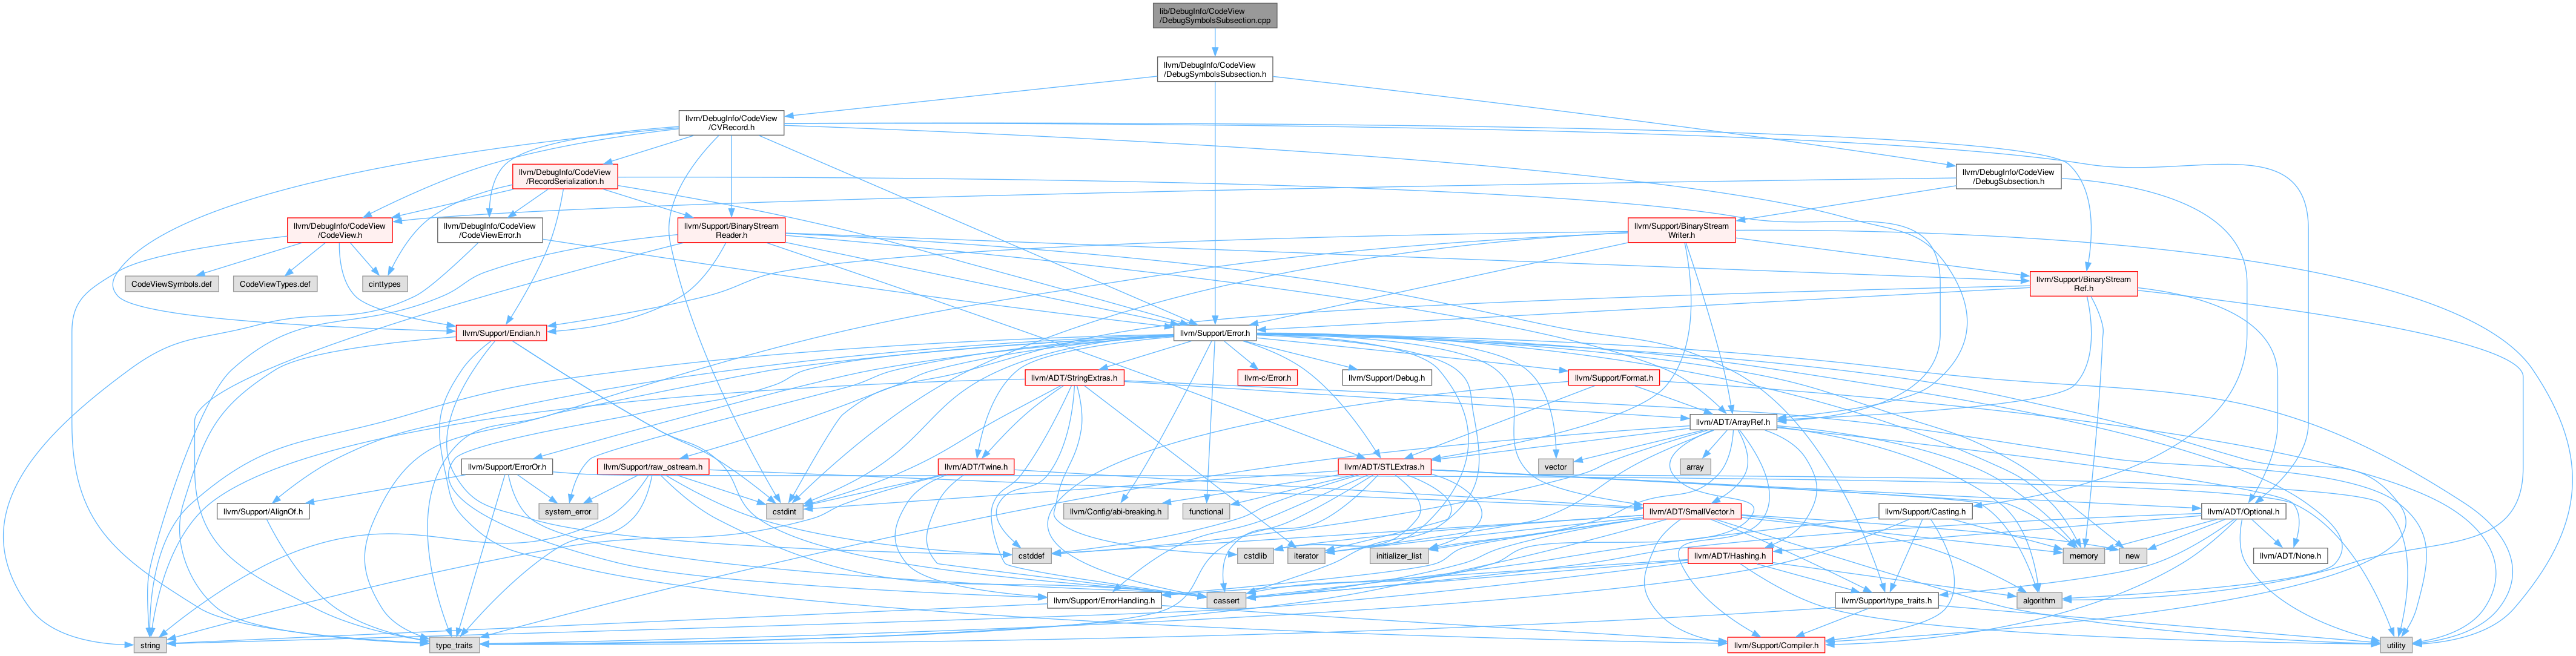 lib/DebugInfo/CodeView
/DebugSymbolsSubsection.cpp
llvm/DebugInfo/CodeView
/DebugSymbolsSubsection.h
llvm/DebugInfo/CodeView
/CVRecord.h
llvm/DebugInfo/CodeView
/RecordSerialization.h
llvm/DebugInfo/CodeView
/DebugSubsection.h
llvm/DebugInfo/CodeView
/CodeView.h
llvm/DebugInfo/CodeView
/CodeViewError.h
llvm/Support/BinaryStream
Reader.h
llvm/Support/BinaryStream
Writer.h
CodeViewSymbols.def
CodeViewTypes.def
cinttypes
llvm/Support/BinaryStream
Ref.h
llvm/Support/Endian.h
llvm/Support/Error.h
llvm/ADT/StringExtras.h
llvm-c/Error.h
llvm/Support/Debug.h
llvm/Support/Format.h
llvm/ADT/ArrayRef.h
llvm/Support/ErrorOr.h
llvm/Support/raw_ostream.h
llvm/ADT/Twine.h
llvm/ADT/STLExtras.h
vector
array
llvm/Support/AlignOf.h
system_error
cstdint
llvm/Config/abi-breaking.h
functional
llvm/ADT/SmallVector.h
llvm/Support/Casting.h
llvm/ADT/Optional.h
cstddef
cstdlib
iterator
initializer_list
llvm/ADT/Hashing.h
memory
new
llvm/ADT/None.h
llvm/Support/ErrorHandling.h
cassert
llvm/Support/type_traits.h
algorithm
string
type_traits
llvm/Support/Compiler.h
utility